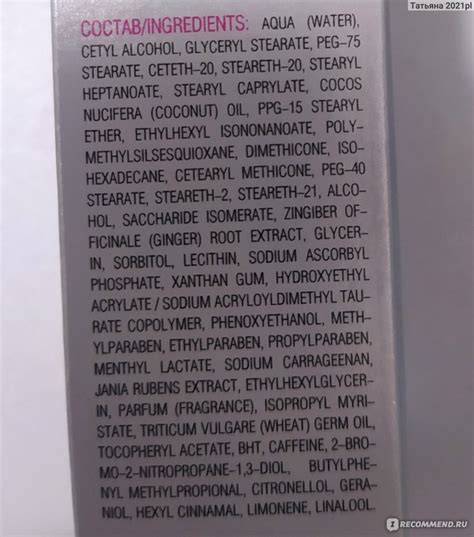 Татьяна 2021pl
СОСТАВ/INGREDIENTS: AQUA (WATER),
CETYL ALCOHOL, GLYCERYL STEARATE, PEG-75
STEARATE, CETETH-20, STEARETH-20, STEARYL
HEPTANOATE, STEARYL CAPRYLATE, COCOS
NUCIFERA (COCONUT) OIL, PPG-15 STEARYL
ETHER, ETHYLHEXYL ISONONANOATE, POLY-
METHYLSILSESQUIOXANE, DIMETHICONE, ISO-
HEXADECANE, CETEARYL METHICONE, PEG-40
STEARATE, STEARETH-2, STEARETH-21, ALCO-
HOL, SACCHARIDE ISOMERATE, ZINGIBER OF-
FICINALE (GINGER) ROOT EXTRACT, GLYCER-
IN, SORBITOL, LECITHIN, SODIUM ASCORBYL
PHOSPHATE, XANTHAN GUM, HYDROXYETHYL
ACRYLATE / SODIUM ACRYLOYLDIMETHYL TAU-
RATE COPOLYMER, PHENOXYETHANOL, METH-
YLPARABEN, ETHYLPARABEN, PROPYLPARABEN,
MENTHYL LACTATE, SODIUM CARRAGEENAN,
JANIA RUBENS EXTRACT, ETHYLHEXYLGLYCER-
IN, PARFUM (FRAGRANCE), ISOPROPYL MYRI-
STATE, TRITICUM VULGARE (WHEAT) GERM OIL,
TOCOPHERYL ACETATE, BHT, CAFFEINE, 2-BRO-
MO-2-NITROPROPANE-1,3-DIOL, BUTYLPHE-
NYL METHYLPROPIONAL, CITRONELLOL, GERA-
NIOL, HEXYL CINNAMAL, LIMONENE, LINALOOL.
I RECOMMEND.RU